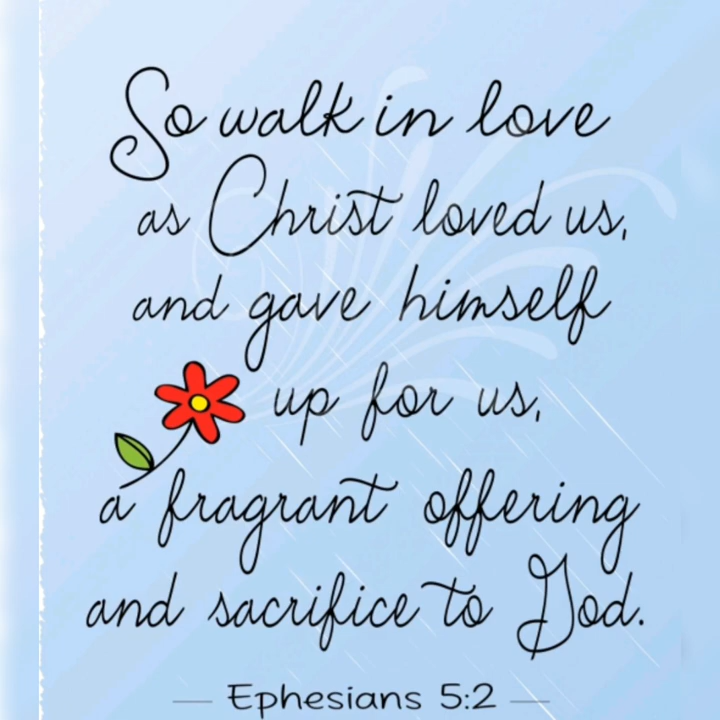 So walk in love
as Christ loved us,
and gave himself
up for us,
a fragrant offering
and sacrifice to God.
— Ephesians 5:2 —